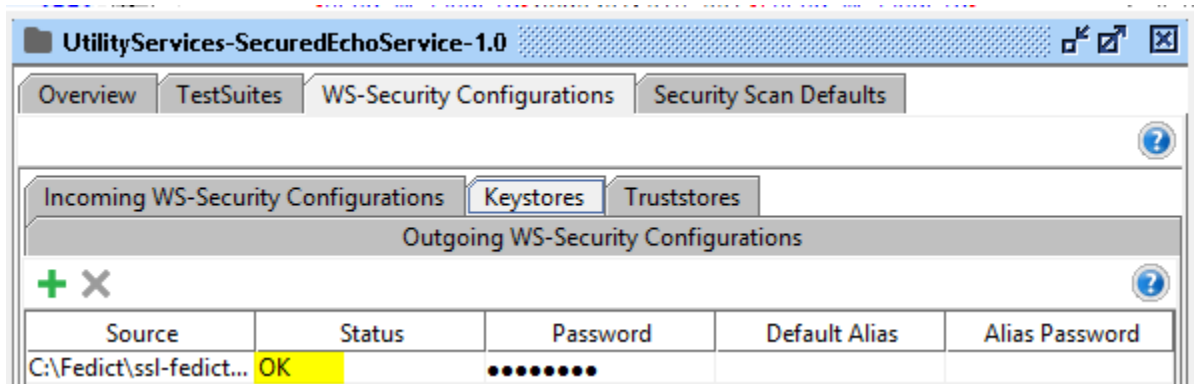 UtilityServices-SecuredEchoService-1.0
Overview TestSuites WS-Security Configurations Security Scan Defaults
Incoming WS-Security Configurations Keystores Truststores
Outgoing WS-Security Configurations
Source Status Password Default Alias Alias Password
C:\Fedict\ssl-fedict... OK ••••••••